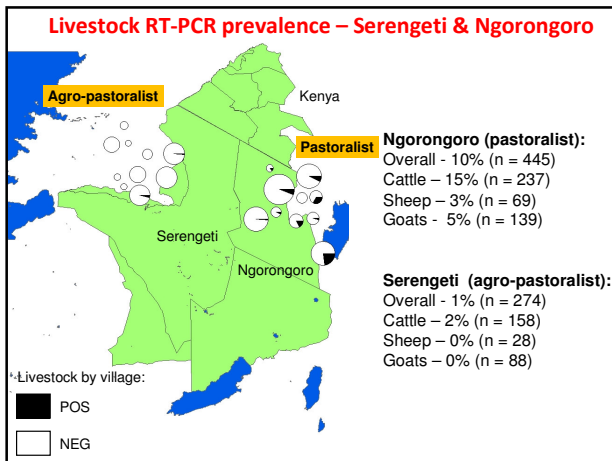 Livestock RT-PCR prevalence – Serengeti & Ngorongoro
Agro-pastoralist
Kenya
Pastoralist
Serengeti
Ngorongoro
Ngorongoro (pastoralist):
Overall - 10% (n = 445)
Cattle – 15% (n = 237)
Sheep – 3% (n = 69)
Goats - 5% (n = 139)
Serengeti (agro-pastoralist):
Overall - 1% (n = 274)
Cattle – 2% (n = 158)
Sheep – 0% (n = 28)
Goats – 0% (n = 88)
Livestock by village:
POS
NEG